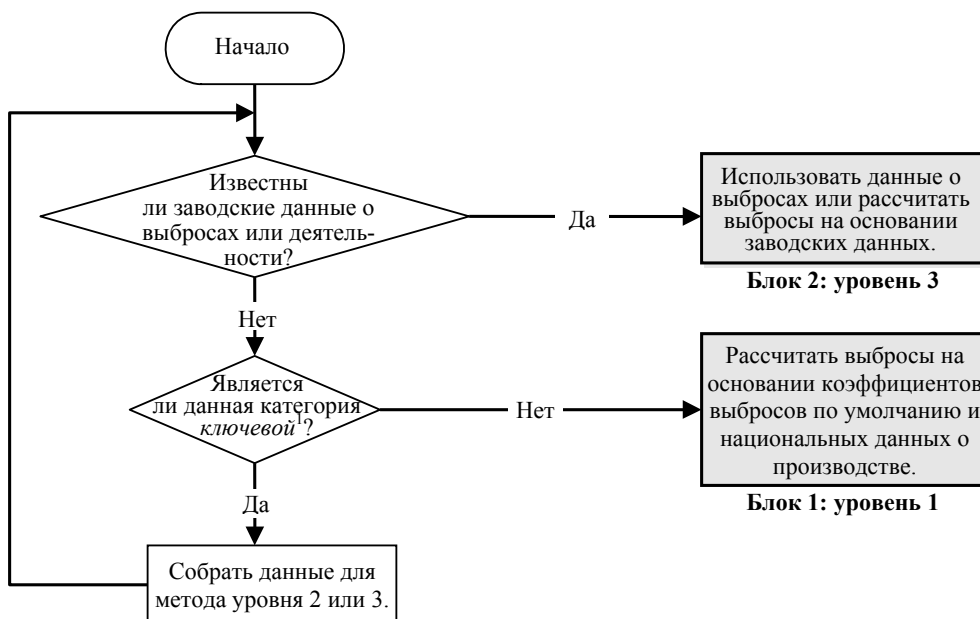 Начало
Известны
ли заводские данные о
выбросах или деятель-
ности?
Да
Использовать данные о
выбросах или рассчитать
выбросы на основании
заводских данных.
Блок 2: уровень 3
Нет
Является
ли данная категория
ключевой¹?
Нет
Рассчитать выбросы на
основании коэффициентов
выбросов по умолчанию и
национальных данных о
производстве.
Блок 1: уровень 1
Да
Собрать данные для
метода уровня 2 или 3.